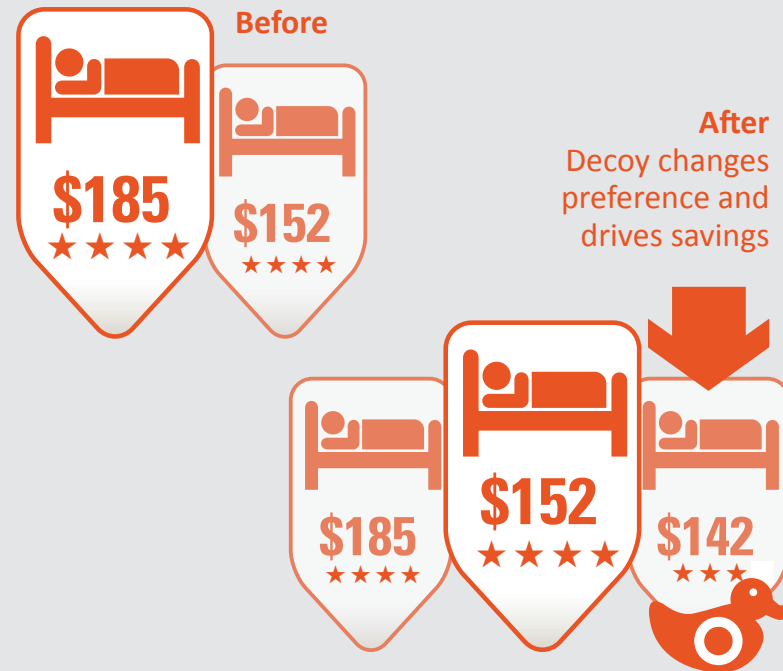 Before
$185
★★★★
$152
★★★★
After
Decoy changes
preference and
drives savings
$185
★★★★
$152
★★★★
$142
★★★